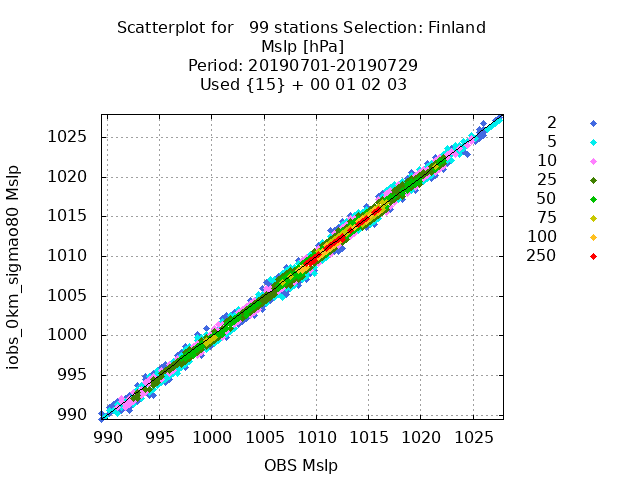 Scatterplot for   99 stations Selection: Finland
Mslp [hPa]
Period: 20190701-20190729
Used {15} + 00 01 02 03
iobs_0km_sigmao80 Mslp
1025
1020
1015
1010
1005
1000
995
990
990 995 1000 1005 1010 1015 1020 1025
OBS Mslp
2
5
10
25
50
75
100
250